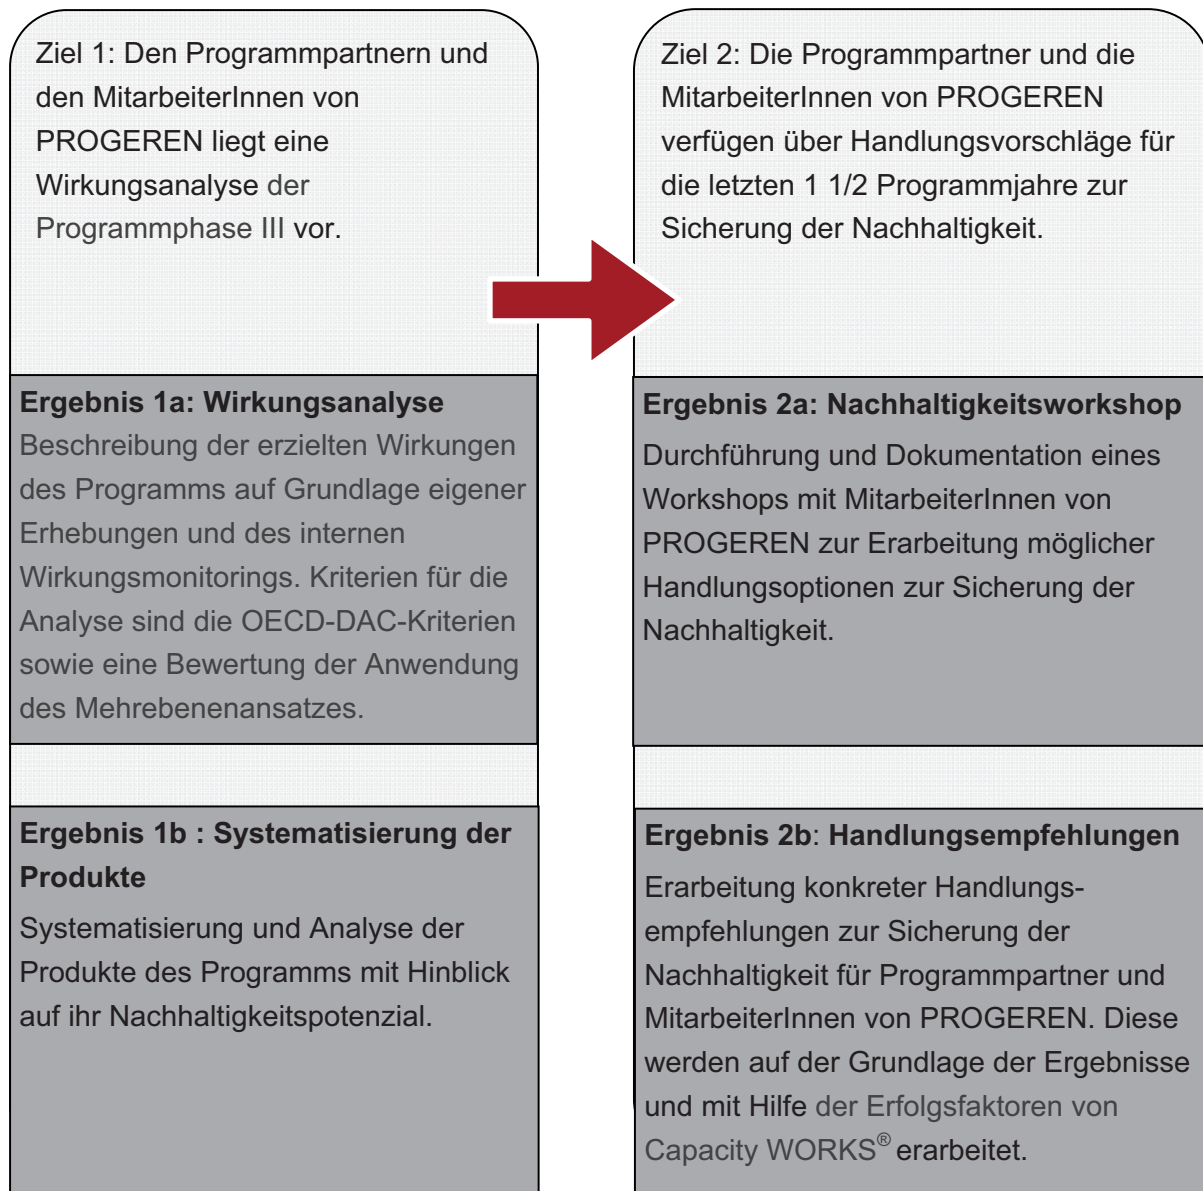 Ziel 1: Den Programmpartnern und
den MitarbeiterInnen von
PROGEREN liegt eine
Wirkungsanalyse der
Programmphase III vor.
Ergebnis 1a: Wirkungsanalyse
Beschreibung der erzielten Wirkungen
des Programms auf Grundlage eigener
Erhebungen und des internen
Wirkungsmonitorings. Kriterien für die
Analyse sind die OECD-DAC-Kriterien
sowie eine Bewertung der Anwendung
des Mehrebenenansatzes.
Ergebnis 1b : Systematisierung der
Produkte
Systematisierung und Analyse der
Produkte des Programms mit Hinblick
auf ihr Nachhaltigkeitspotenzial.
Ziel 2: Die Programmpartner und die
MitarbeiterInnen von PROGEREN
verfügen über Handlungsvorschläge für
die letzten 1 1/2 Programmjahre zur
Sicherung der Nachhaltigkeit.
Ergebnis 2a: Nachhaltigkeitsworkshop
Durchführung und Dokumentation eines
Workshops mit MitarbeiterInnen von
PROGEREN zur Erarbeitung möglicher
Handlungsoptionen zur Sicherung der
Nachhaltigkeit.
Ergebnis 2b: Handlungsempfehlungen
Erarbeitung konkreter Handlungs-
empfehlungen zur Sicherung der
Nachhaltigkeit für Programmpartner und
MitarbeiterInnen von PROGEREN. Diese
werden auf der Grundlage der Ergebnisse
und mit Hilfe der Erfolgsfaktoren von
Capacity WORKS® erarbeitet.